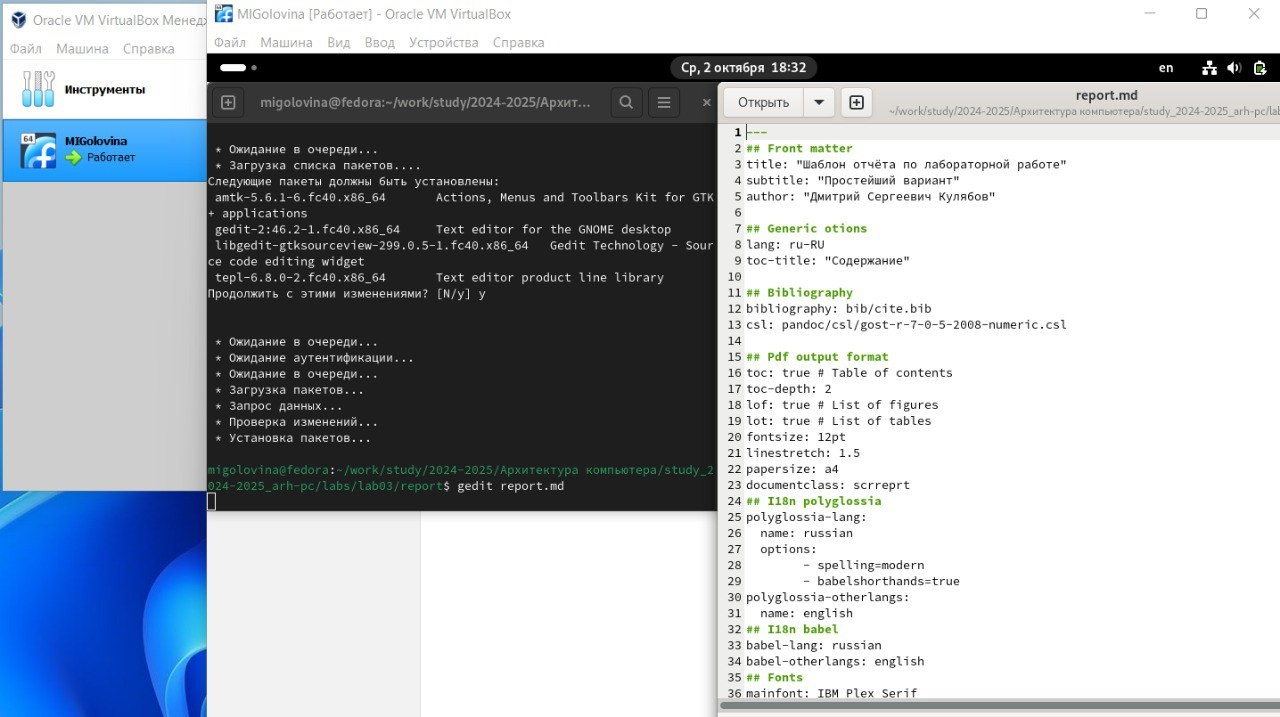 Oracle VM VirtualBox Менед
Файл Машина Справка
Инструменты
64
MIGolovina
Работает
MIGolovina [Работает] - Oracle VM VirtualBox
Файл Машина Вид Ввод Устройства Справка
Ср, 2 октября 18:32
en
migolovina@fedora:~/work/study/2024-2025/Архит...
* Ожидание в очереди...
* Загрузка списка пакетов....
Следующие пакеты должны быть установлены:
amtk-5.6.1-6.fc40.x86_64 Actions, Menus and Toolbars Kit for GTK
+ applications
gedit-2:46.2-1.fc40.x86_64 Text editor for the GNOME desktop
libgedit-gtksourceview-299.0.5-1.fc40.x86_64 Gedit Technology - Sour
ce code editing widget
tepl-6.8.0-2.fc40.x86_64 Text editor product line library
Продолжить с этими изменениями? [N/y] y
* Ожидание в очереди...
* Ожидание аутентификации...
* Ожидание в очереди...
* Загрузка пакетов...
* Запрос данных...
* Проверка изменений...
* Установка пакетов...
migolovina@fedora:~/work/study/2024-2025/Архитектура компьютера/study_2
024-2025_arh-pc/labs/lab03/report$ gedit report.md
Открыть
report.md
~/work/study/2024-2025/Архитектура компьютера/study_2024-2025_arh-pc/lab
1 ---
2 ## Front matter
3 title: "Шаблон отчёта по лабораторной работе"
4 subtitle: "Простейший вариант"
5 author: "Дмитрий Сергеевич Кулябов"
6
7 ## Generic otions
8 lang: ru-RU
9 toc-title: "Содержание"
10
11 ## Bibliography
12 bibliography: bib/cite.bib
13 csl: pandoc/csl/gost-r-7-0-5-2008-numeric.csl
14
15 ## Pdf output format
16 toc: true # Table of contents
17 toc-depth: 2
18 lof: true # List of figures
19 lot: true # List of tables
20 fontsize: 12pt
21 linestretch: 1.5
22 papersize: a4
23 documentclass: scrreprt
24 ## I18n polyglossia
25 polyglossia-lang:
26 name: russian
27 options:
28 - spelling=modern
29 - babelshorthands=true
30 polyglossia-otherlangs:
31 name: english
32 ## I18n babel
33 babel-lang: russian
34 babel-otherlangs: english
35 ## Fonts
36 mainfont: IBM Plex Serif